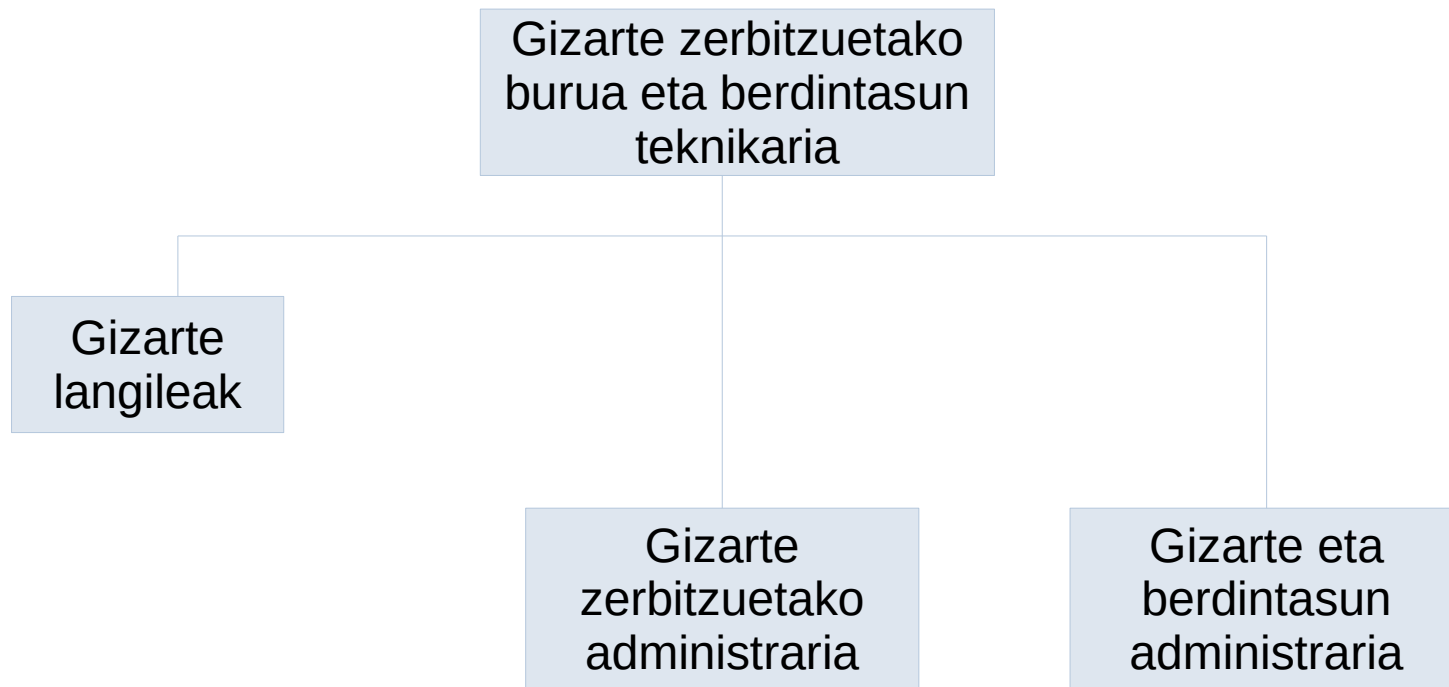 Gizarte zerbitzuetako
burua eta berdintasun
teknikaria
Gizarte
langileak
Gizarte
zerbitzuetako
administraria
Gizarte eta
berdintasun
administraria